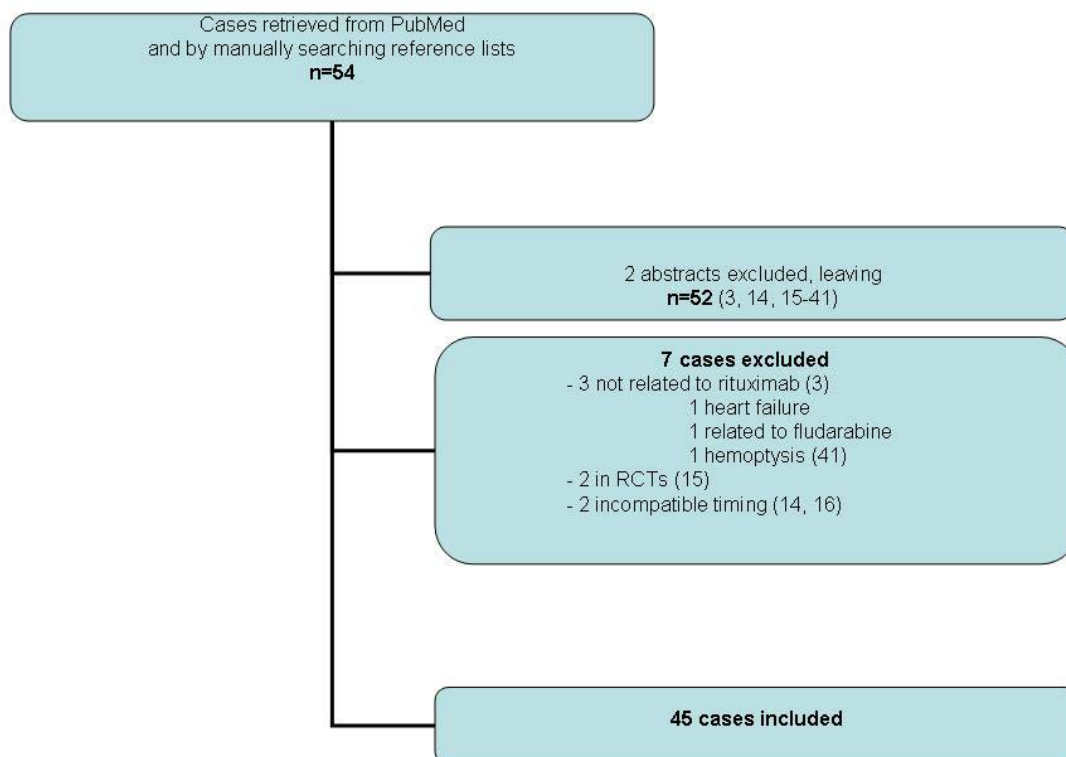 Cases retrieved from PubMed
and by manually searching reference lists
n=54
2 abstracts excluded, leaving
n=52 (3, 14, 15-41)
7 cases excluded
- 3 not related to rituximab (3)
1 heart failure
1 related to fludarabine
1 hemoptysis (41)
- 2 in RCTs (15)
- 2 incompatible timing (14, 16)
45 cases included